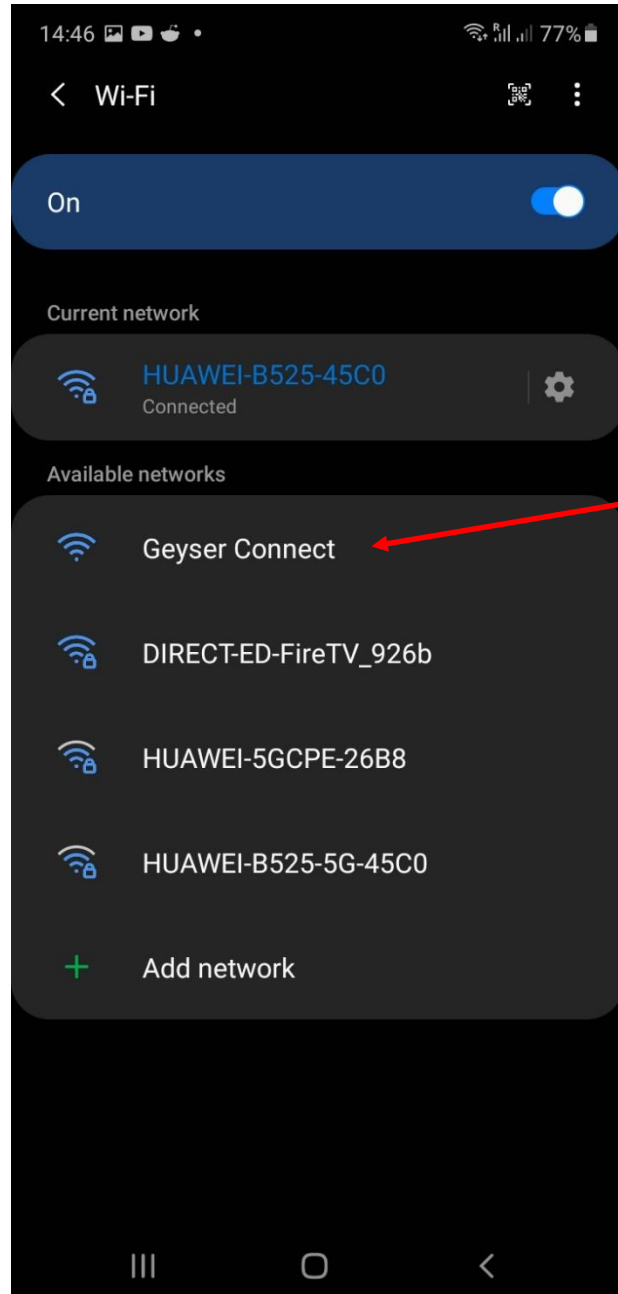 14:46 77%
Wi-Fi
On
Current network
HUAWEI-B525-45C0
Connected
Available networks
Geyser Connect
DIRECT-ED-FireTV_926b
HUAWEI-5GCPE-26B8
HUAWEI-B525-5G-45C0
+ Add network